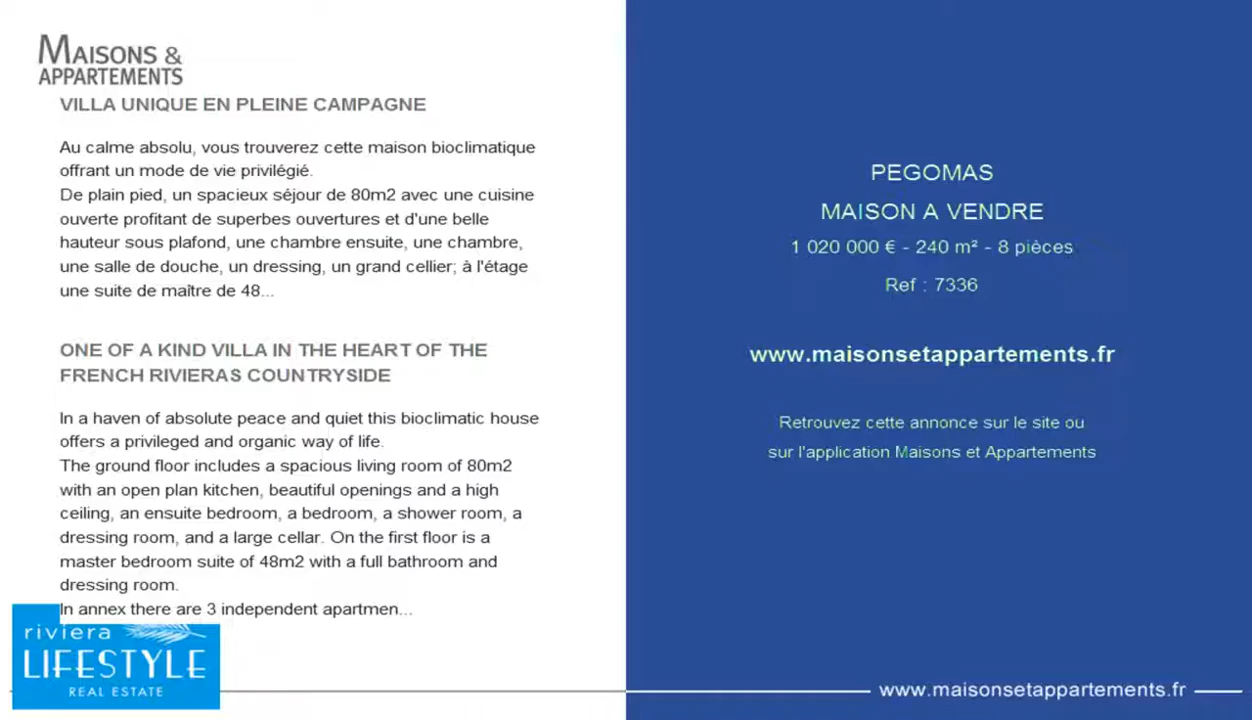 MAISONS &
APPARTEMENTS
VILLA UNIQUE EN PLEINE CAMPAGNE
Au calme absolu, vous trouverez cette maison bioclimatique
offrant un mode de vie privilégié.
De plain pied, un spacieux séjour de 80m2 avec une cuisine
ouverte profitant de superbes ouvertures et d'une belle
hauteur sous plafond, une chambre ensuite, une chambre,
une salle de douche, un dressing, un grand cellier; à l'étage
une suite de maître de 48...
ONE OF A KIND VILLA IN THE HEART OF THE
FRENCH RIVIERAS COUNTRYSIDE
In a haven of absolute peace and quiet this bioclimatic house
offers a privileged and organic way of life.
The ground floor includes a spacious living room of 80m2
with an open plan kitchen, beautiful openings and a high
ceiling, an ensuite bedroom, a bedroom, a shower room, a
dressing room, and a large cellar. On the first floor is a
master bedroom suite of 48m2 with a full bathroom and
dressing room.
In annex there are 3 independent apartmen...
riviera
LIFESTYLE
REAL ESTATE
PEGOMAS
MAISON A VENDRE
1 020 000 € - 240 m² - 8 pièces
Ref : 7336
www.maisonsetappartements.fr
Retrouvez cette annonce sur le site ou
sur l'application Maisons et Appartements
www.maisonsetappartements.fr